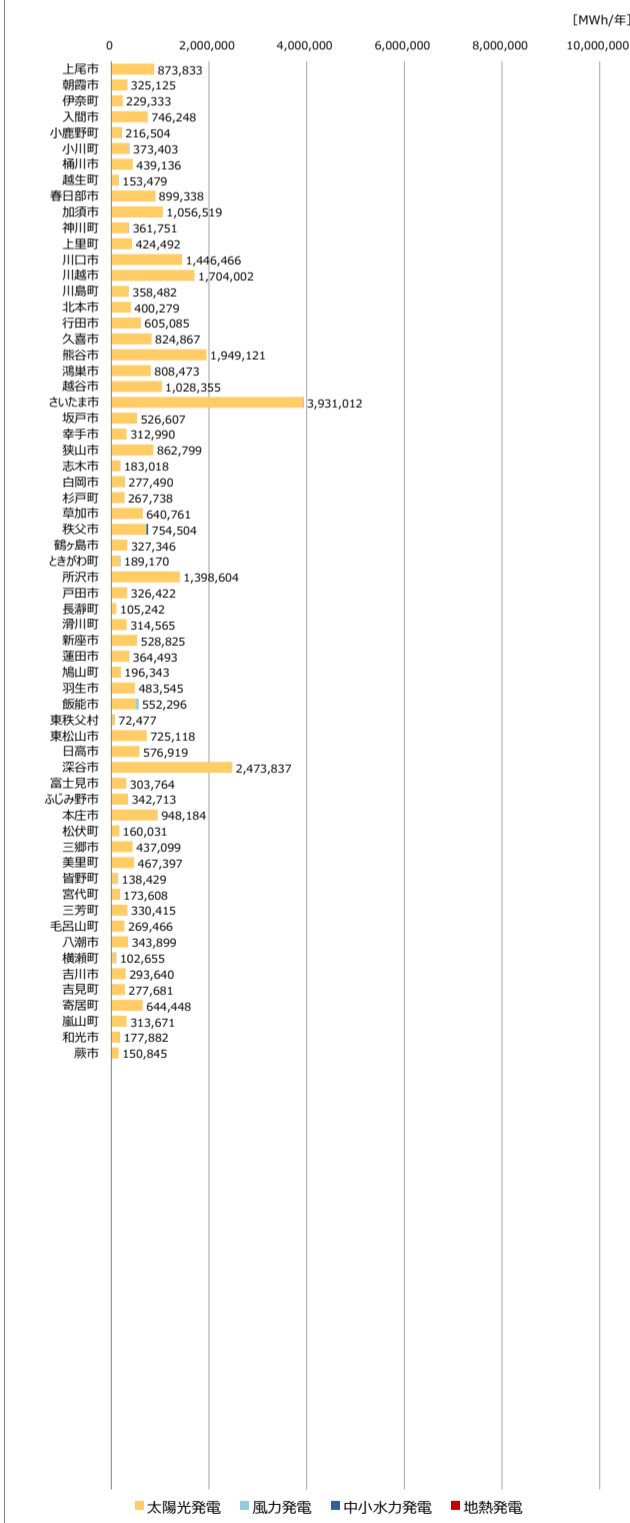 [MWh/年]
0 2,000,000 4,000,000 6,000,000 8,000,000 10,000,000
上尾市 873,833
朝霞市 325,125
伊奈町 229,333
入間市 746,248
小鹿野町 216,504
小川町 373,403
桶川市 439,136
越生町 153,479
春日部市 899,338
加須市 1,056,519
神川町 361,751
上里町 424,492
川口市 1,446,466
川越市 1,704,002
川島町 358,482
北本市 400,279
行田市 605,085
久喜市 824,867
熊谷市 1,949,121
鴻巣市 808,473
越谷市 1,028,355
さいたま市 3,931,012
坂戸市 526,607
幸手市 312,990
狭山市 862,799
志木市 183,018
白岡市 277,490
杉戸町 267,738
草加市 640,761
秩父市 754,504
鶴ヶ島市 327,346
ときがわ町 189,170
所沢市 1,398,604
戸田市 326,422
長瀞町 105,242
滑川町 314,565
新座市 528,825
蓮田市 364,493
鳩山町 196,343
羽生市 483,545
飯能市 552,296
東秩父村 72,477
東松山市 725,118
日高市 576,919
深谷市 2,473,837
富士見市 303,764
ふじみ野市 342,713
本庄市 948,184
松伏町 160,031
三郷市 437,099
美里町 467,397
皆野町 138,429
宮代町 173,608
三芳町 330,415
毛呂山町 269,466
八潮市 343,899
横瀬町 102,655
吉川市 293,640
吉見町 277,681
寄居町 644,448
嵐山町 313,671
和光市 177,882
蕨市 150,845
太陽光発電 風力発電 中小水力発電 地熱発電